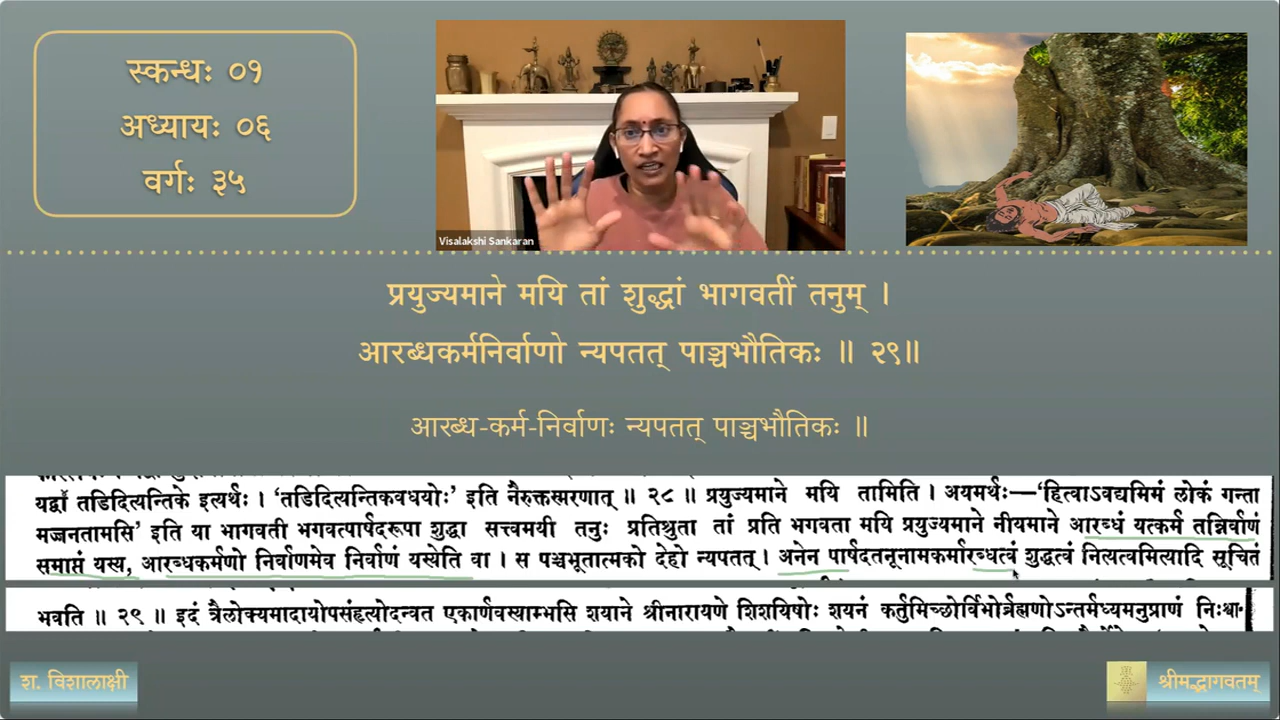 स्कन्धः ०१
अध्यायः ०६
वर्गः ३५
Visalakshi Sankaran
प्रयुज्यमाने मयि तां शुद्धां भागवतीं तनुम् ।
आरब्धकर्मनिर्वाणो न्यपतत् पाञ्चभौतिकः ॥ २९॥
आरब्ध-कर्म-निर्वाणः न्यपतत् पाञ्चभौतिकः ॥
यद्वा तडिदित्यन्तिके इत्यर्थः । ‘तडिदित्यन्तिकवधयोः’ इति नैरुक्तस्मरणात् ॥ २८ ॥ प्रयुज्यमाने मयि तामिति । अयमर्थः—‘हित्वाऽवद्यमिमं लोकं गन्ता
मज्जनतामसि’ इति या भागवती भगवत्पार्षदरूपा शुद्धा सत्त्वमयी तनुः प्रतिश्रुता तां प्रति भगवता मयि प्रयुज्यमाने नीयमाने आरब्धं यत्कर्म तन्निर्वाणं
समाप्तं यस्य, आरब्धकर्मणो निर्वाणमेव निर्वाणं यस्येति वा । स पञ्चभूतात्मको देहो न्यपतत् । अनेन पार्षदतनूनामकर्मारब्धत्वं शुद्धत्वं नित्यत्वमित्यादि सूचितं
भवति ॥ २९ ॥ इदं त्रैलोक्यमादायोपसंहृत्योदन्वत एकार्णवस्याम्भसि शयाने श्रीनारायणे शिशयिषोः शयनं कर्तुमिच्छोर्विभोर्ब्रह्मणोऽन्तर्मध्यमनुप्राणं निःश्वा-
श. विशालाक्षी
श्रीमद्भागवतम्